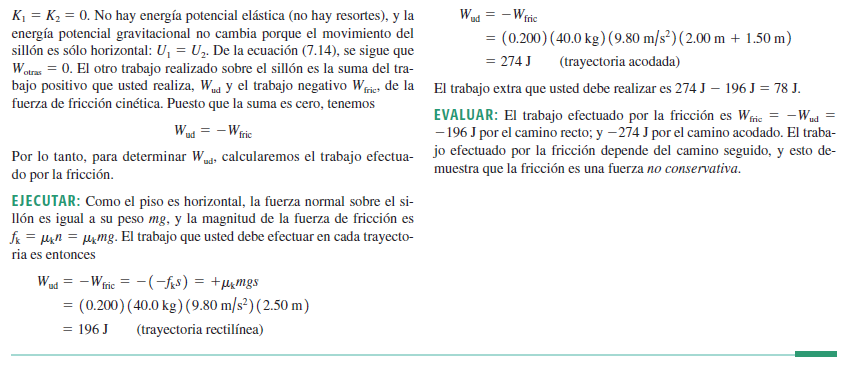 K₁ = K₂ = 0. No hay energía potencial elástica (no hay resortes), y la
energía potencial gravitacional no cambia porque el movimiento del
sillón es sólo horizontal: U₁ = U₂. De la ecuación (7.14), se sigue que
W_otras = 0. El otro trabajo realizado sobre el sillón es la suma del tra-
bajo positivo que usted realiza, W_ud y el trabajo negativo W_fric, de la
fuerza de fricción cinética. Puesto que la suma es cero, tenemos
W_ud = −W_fric
Por lo tanto, para determinar W_ud, calcularemos el trabajo efectua-
do por la fricción.
EJECUTAR: Como el piso es horizontal, la fuerza normal sobre el si-
llón es igual a su peso mg, y la magnitud de la fuerza de fricción es
f_k = μ_k n = μ_k mg. El trabajo que usted debe efectuar en cada trayecto-
ria es entonces
W_ud = −W_fric = −(−f_k s) = +μ_k mgs
= (0.200)(40.0 kg)(9.80 m/s²)(2.50 m)
= 196 J (trayectoria rectilínea)
W_ud = −W_fric
= (0.200)(40.0 kg)(9.80 m/s²)(2.00 m + 1.50 m)
= 274 J (trayectoria acodada)
El trabajo extra que usted debe realizar es 274 J − 196 J = 78 J.
EVALUAR: El trabajo efectuado por la fricción es W_fric = −W_ud =
−196 J por el camino recto; y −274 J por el camino acodado. El traba-
jo efectuado por la fricción depende del camino seguido, y esto de-
muestra que la fricción es una fuerza no conservativa.